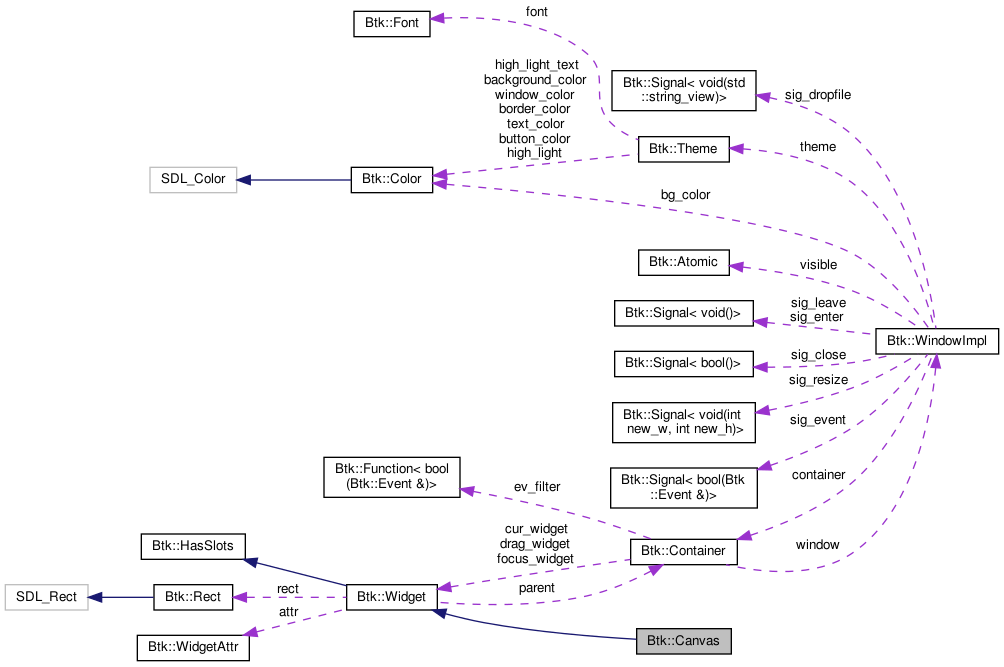 font
Btk::Font
high_light_text
background_color
window_color
border_color
text_color
button_color
high_light
Btk::Signal< void(std
::string_view)>
sig_dropfile
Btk::Theme
theme
SDL_Color
Btk::Color
bg_color
Btk::Atomic
visible
Btk::Signal< void()>
sig_leave
sig_enter
Btk::WindowImpl
Btk::Signal< bool()>
sig_close
sig_resize
Btk::Signal< void(int
new_w, int new_h)>
sig_event
Btk::Function< bool
(Btk::Event &)>
ev_filter
Btk::Signal< bool(Btk
::Event &)>
container
cur_widget
drag_widget
focus_widget
Btk::HasSlots
Btk::Container
window
SDL_Rect
Btk::Rect
rect
Btk::Widget
parent
attr
Btk::WidgetAttr
Btk::Canvas